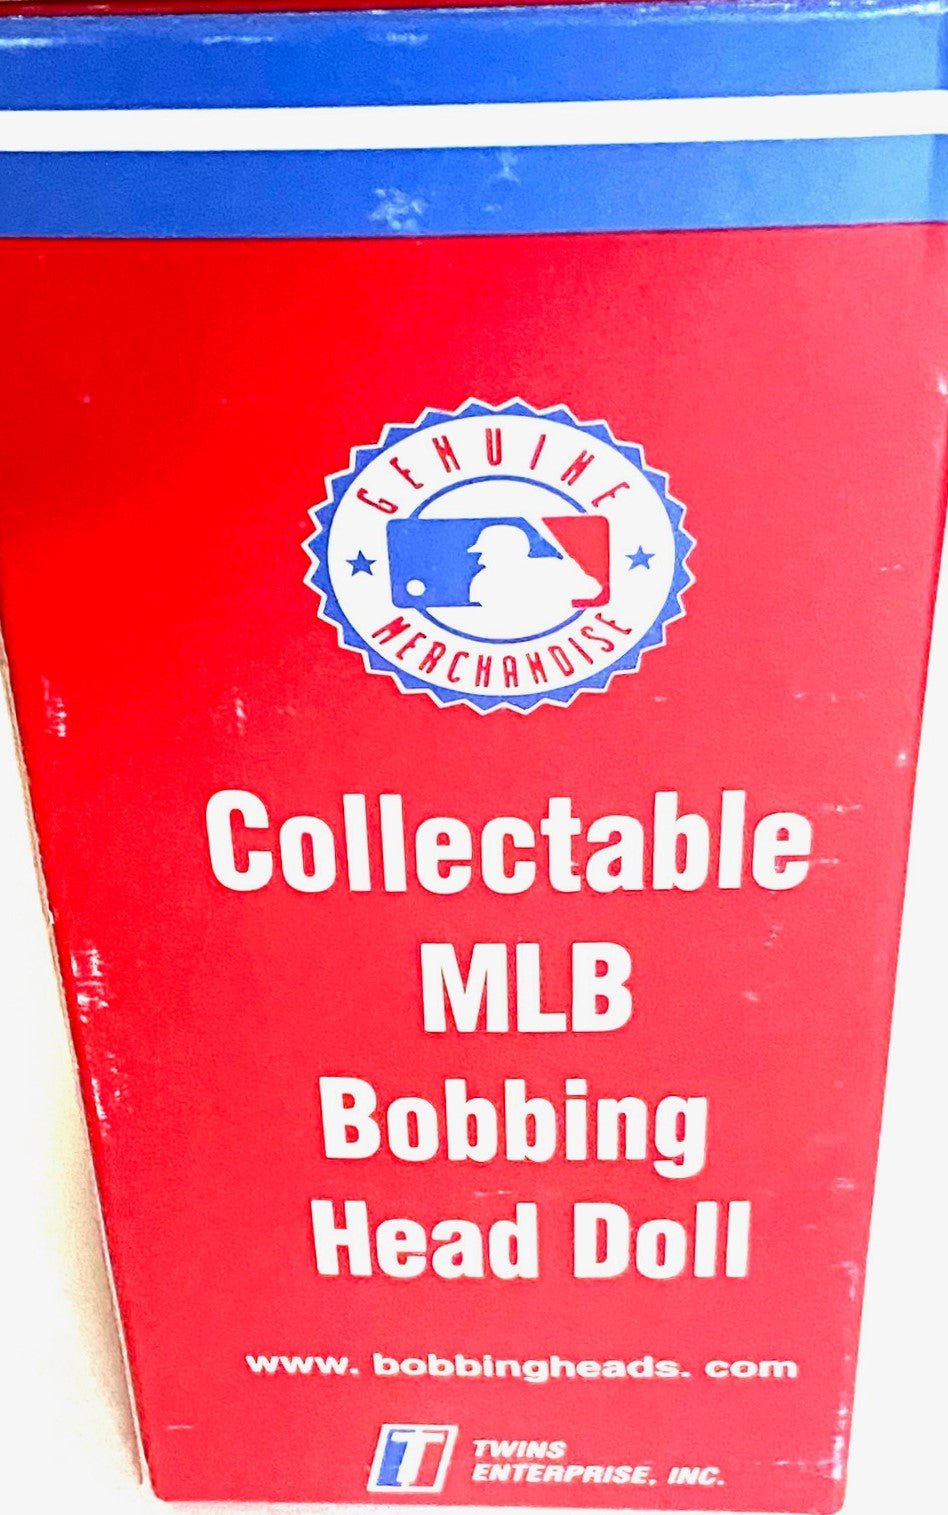 GENUINE
MERCHANDISE
Collectable
MLB
Bobbing
Head Doll
www. bobbingheads. com
T TWINS
ENTERPRISE, INC.